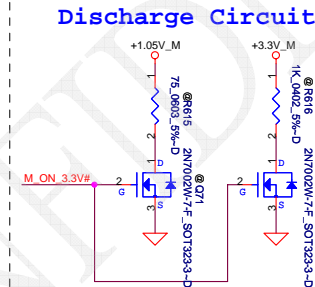 Discharge Circuit
+1.05V_M
+3.3V_M
1
1
@R615
75_0603_5%~D
@R616
1K_0402_5%~D
2
2
@Q71
2N7002W-7-F_SOT323-3~D
2N7002W-7-F_SOT323-3~D
M_ON_3.3V#
2
G
1
D
S
3
2
G
1
D
S
3